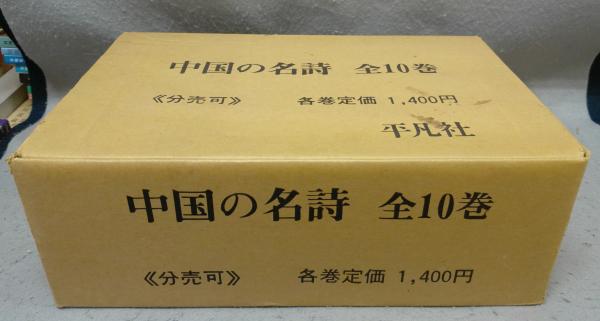 中国の名詩 全10巻
《分売可》 各巻定価 1,400円
平凡社
中国の名詩 全10巻
《分売可》 各巻定価 1,400円